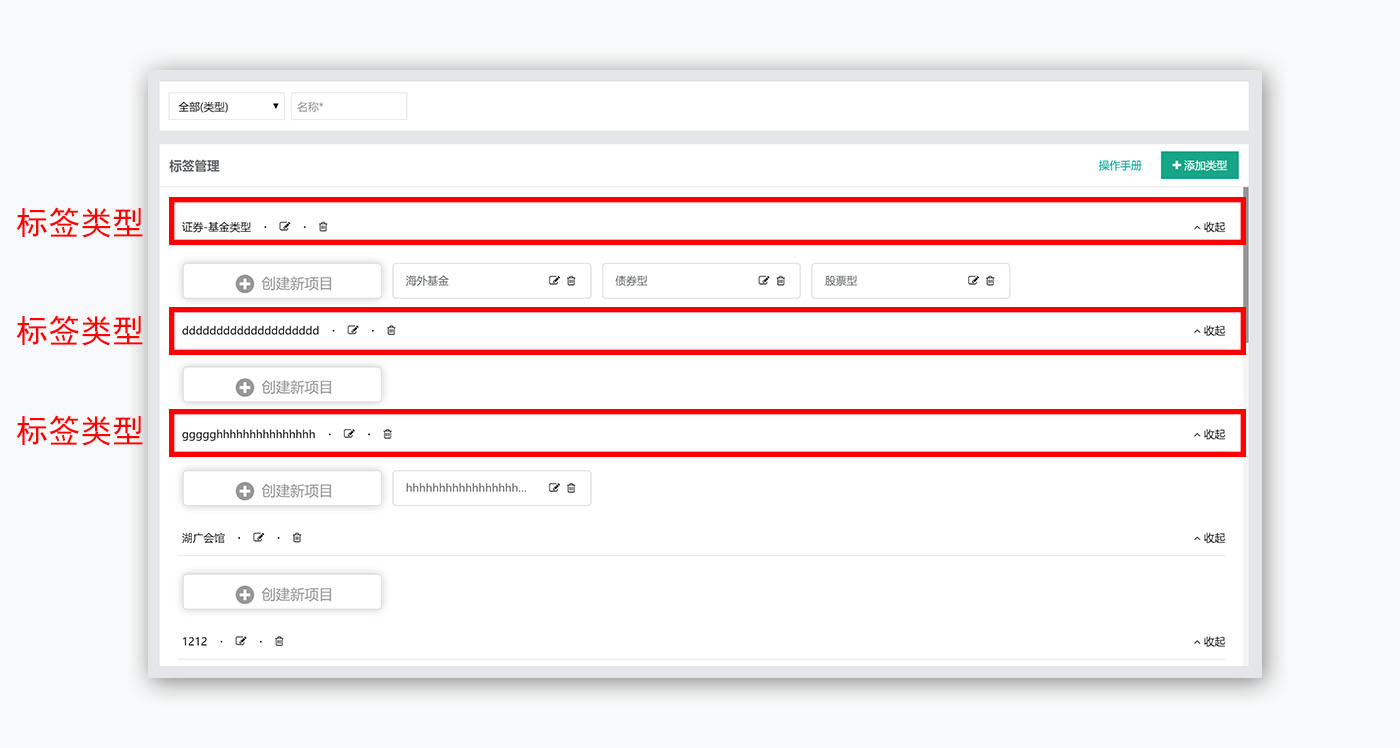 全部(类型)
名称*
标签管理
操作手册
添加类型
标签类型
证券-基金类型
收起
创建新项目
海外基金
债券型
股票型
标签类型
dddddddddddddddddddd
收起
创建新项目
标签类型
ggggghhhhhhhhhhhhhhh
收起
创建新项目
hhhhhhhhhhhhhhhhh...
湖广会馆
收起
创建新项目
1212
收起